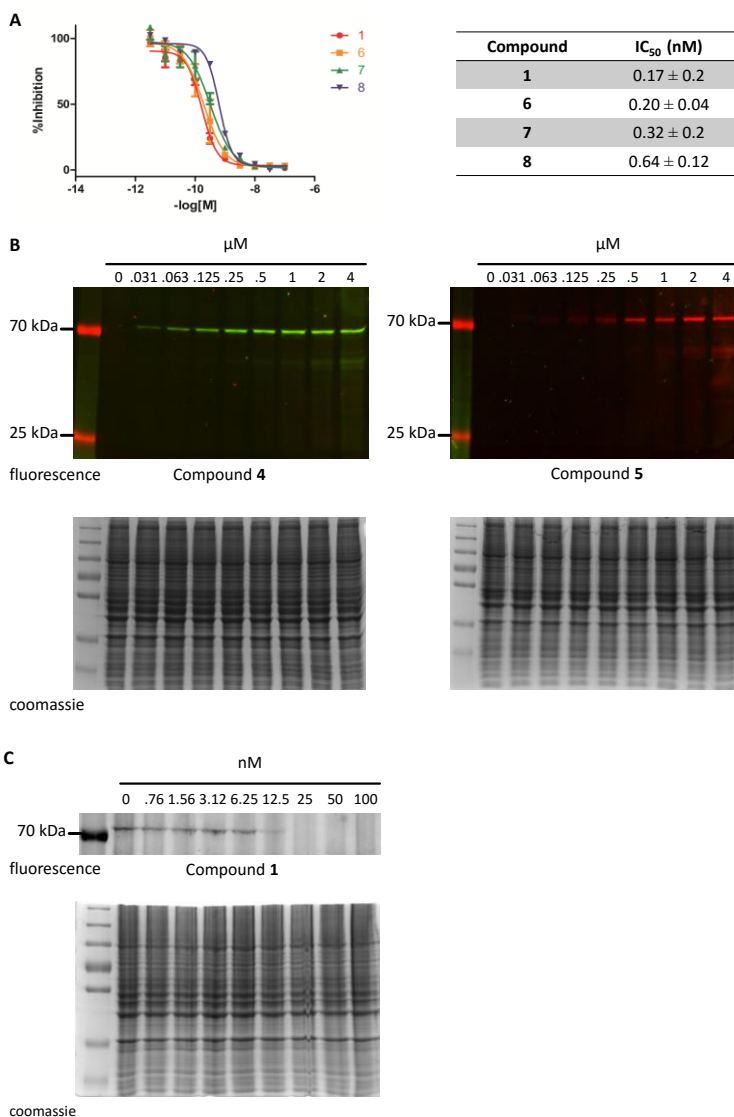 A
100
50
0
%Inhibition
-14 -12 -10 -8 -6
-log[M]
1
6
7
8
Compound IC₅₀ (nM)
1 0.17 ± 0.2
6 0.20 ± 0.04
7 0.32 ± 0.2
8 0.64 ± 0.12
B
μM
0 .031 .063 .125 .25 .5 1 2 4
70 kDa
25 kDa
fluorescence Compound 4
μM
0 .031 .063 .125 .25 .5 1 2 4
70 kDa
25 kDa
Compound 5
coomassie
C
nM
0 .76 1.56 3.12 6.25 12.5 25 50 100
70 kDa
fluorescence Compound 1
coomassie